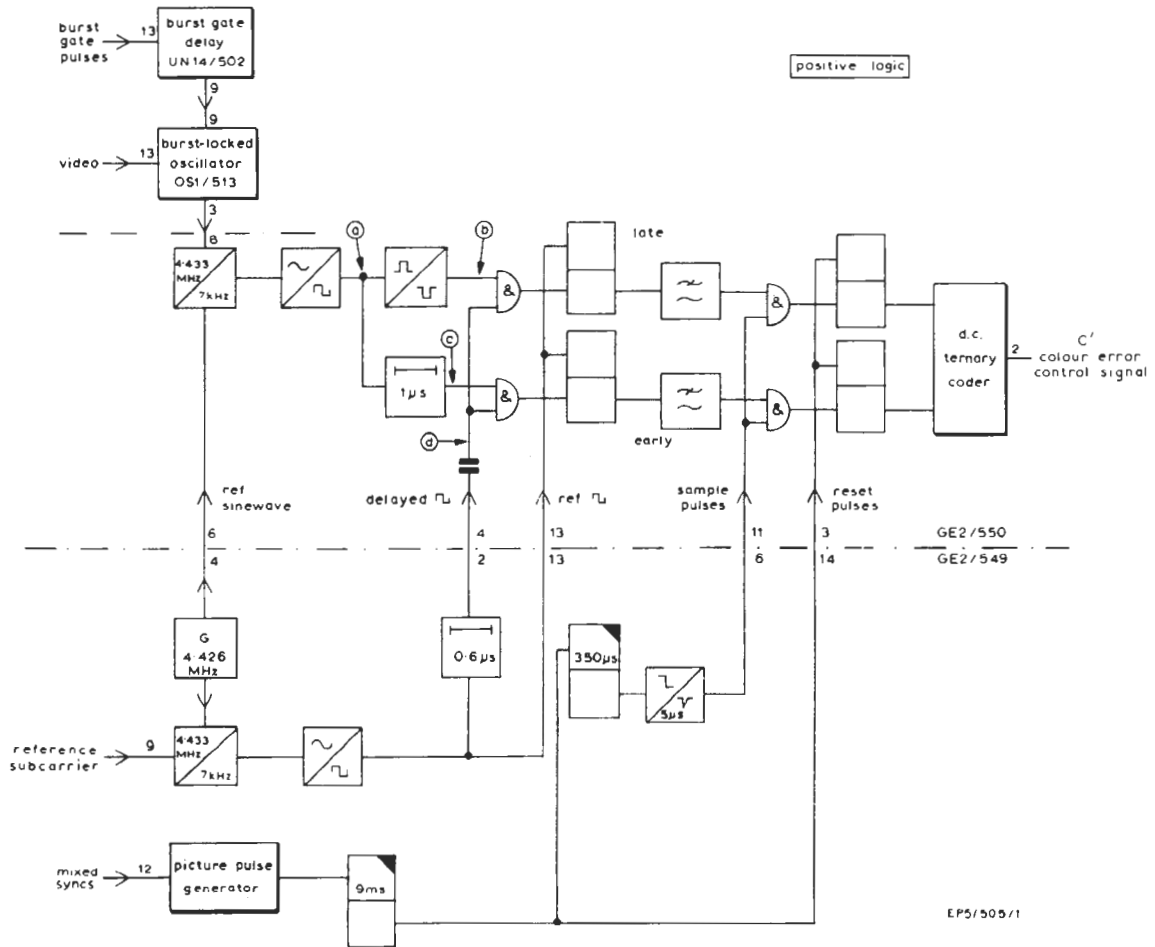 burst
gate
pulses
13
burst gate
delay
UN14/502
positive logic
9
9
video
13
burst-locked
oscillator
OS1/513
3
8
4·433
MHz
7kHz
a
b
&
late
&
c
1µs
&
early
&
d
d.c.
ternary
coder
2
C'
colour error
control signal
ref
sinewave
delayed
ref
sample
pulses
reset
pulses
6
4
13
11
3
GE2/550
4
2
13
6
14
GE2/549
G
4·426
MHz
0·6µs
350µs
5µs
reference
subcarrier
9
4·433
MHz
7kHz
mixed
syncs
12
picture pulse
generator
9ms
EP5/505/1